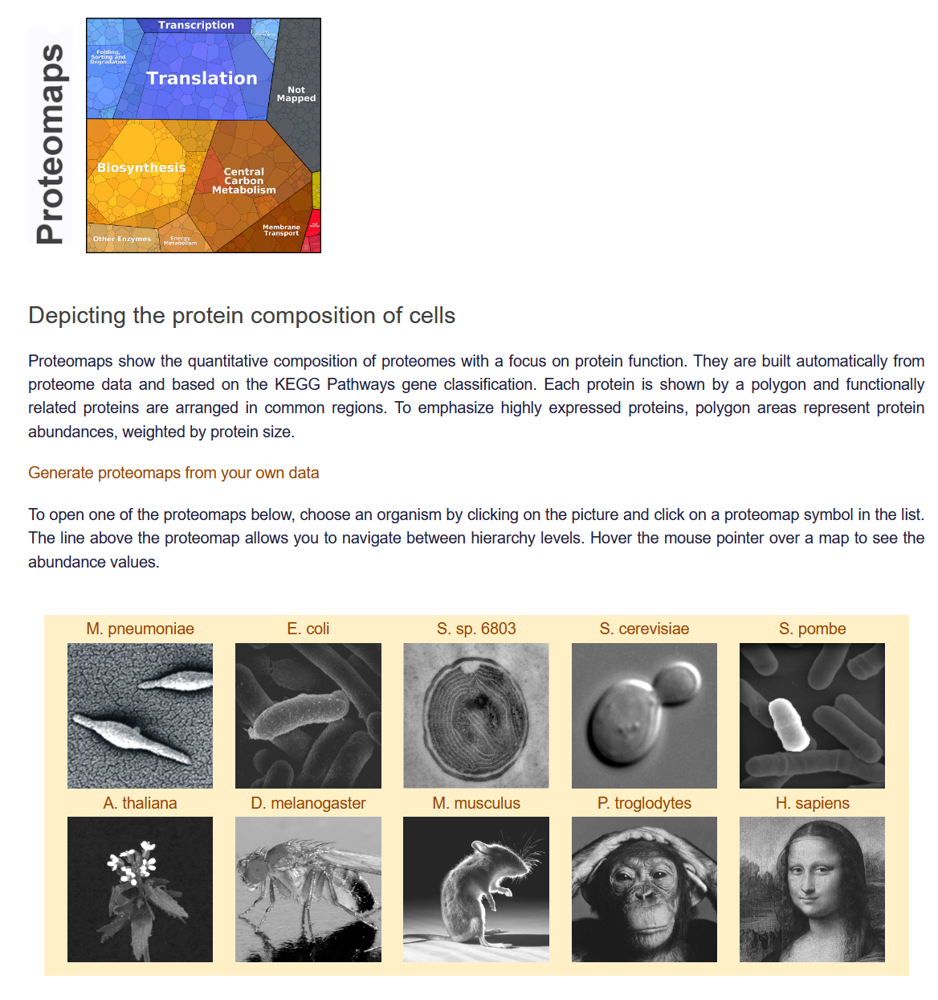 Proteomaps
Transcription
Folding,
Sorting and
Degradation
Translation
Not
Mapped
Biosynthesis
Central
Carbon
Metabolism
Membrane
Transport
Other Enzymes
Energy
Metabolism
Depicting the protein composition of cells
Proteomaps show the quantitative composition of proteomes with a focus on protein function. They are built automatically from
proteome data and based on the KEGG Pathways gene classification. Each protein is shown by a polygon and functionally
related proteins are arranged in common regions. To emphasize highly expressed proteins, polygon areas represent protein
abundances, weighted by protein size.
Generate proteomaps from your own data
To open one of the proteomaps below, choose an organism by clicking on the picture and click on a proteomap symbol in the list.
The line above the proteomap allows you to navigate between hierarchy levels. Hover the mouse pointer over a map to see the
abundance values.
M. pneumoniae
E. coli
S. sp. 6803
S. cerevisiae
S. pombe
A. thaliana
D. melanogaster
M. musculus
P. troglodytes
H. sapiens